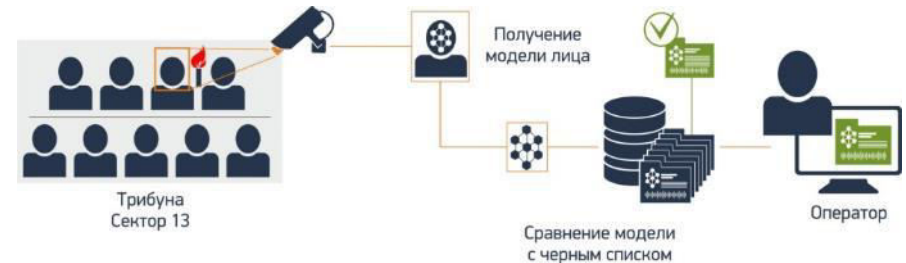 Трибуна
Сектор 13
Получение
модели лица
Сравнение модели
с черным списком
Оператор